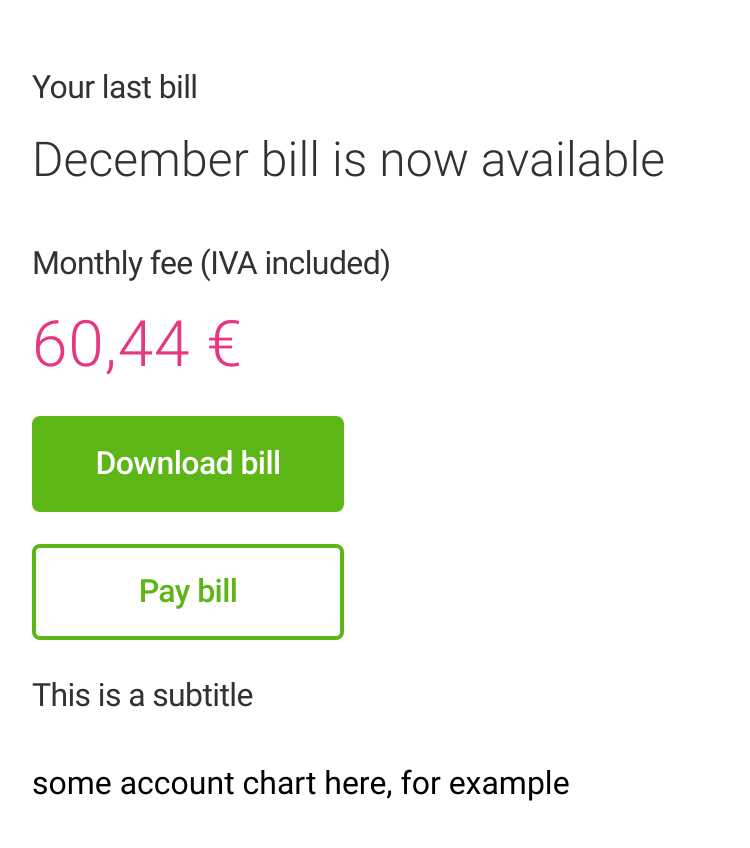 Your last bill
December bill is now available
Monthly fee (IVA included)
60,44 €
Download bill
Pay bill
This is a subtitle
some account chart here, for example